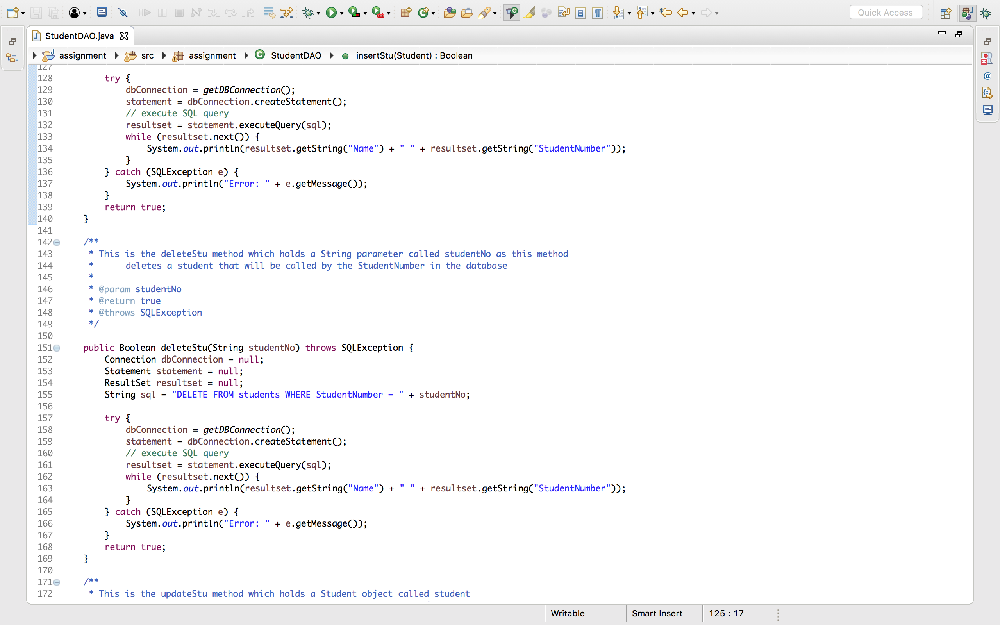 Quick Access
StudentDAO.java
assignment src assignment StudentDAO insertStu(Student) : Boolean
127
128 try {
129 dbConnection = getDBConnection();
130 statement = dbConnection.createStatement();
131 // execute SQL query
132 resultset = statement.executeQuery(sql);
133 while (resultset.next()) {
134 System.out.println(resultset.getString("Name") + " " + resultset.getString("StudentNumber"));
135 }
136 } catch (SQLException e) {
137 System.out.println("Error: " + e.getMessage());
138 }
139 return true;
140 }
141
142 /**
143 * This is the deleteStu method which holds a String parameter called studentNo as this method
144 * deletes a student that will be called by the StudentNumber in the database
145 *
146 * @param studentNo
147 * @return true
148 * @throws SQLException
149 */
150
151 public Boolean deleteStu(String studentNo) throws SQLException {
152 Connection dbConnection = null;
153 Statement statement = null;
154 ResultSet resultset = null;
155 String sql = "DELETE FROM students WHERE StudentNumber = " + studentNo;
156
157 try {
158 dbConnection = getDBConnection();
159 statement = dbConnection.createStatement();
160 // execute SQL query
161 resultset = statement.executeQuery(sql);
162 while (resultset.next()) {
163 System.out.println(resultset.getString("Name") + " " + resultset.getString("StudentNumber"));
164 }
165 } catch (SQLException e) {
166 System.out.println("Error: " + e.getMessage());
167 }
168 return true;
169 }
170
171 /**
172 * This is the updateStu method which holds a Student object called student
Writable Smart Insert 125 : 17